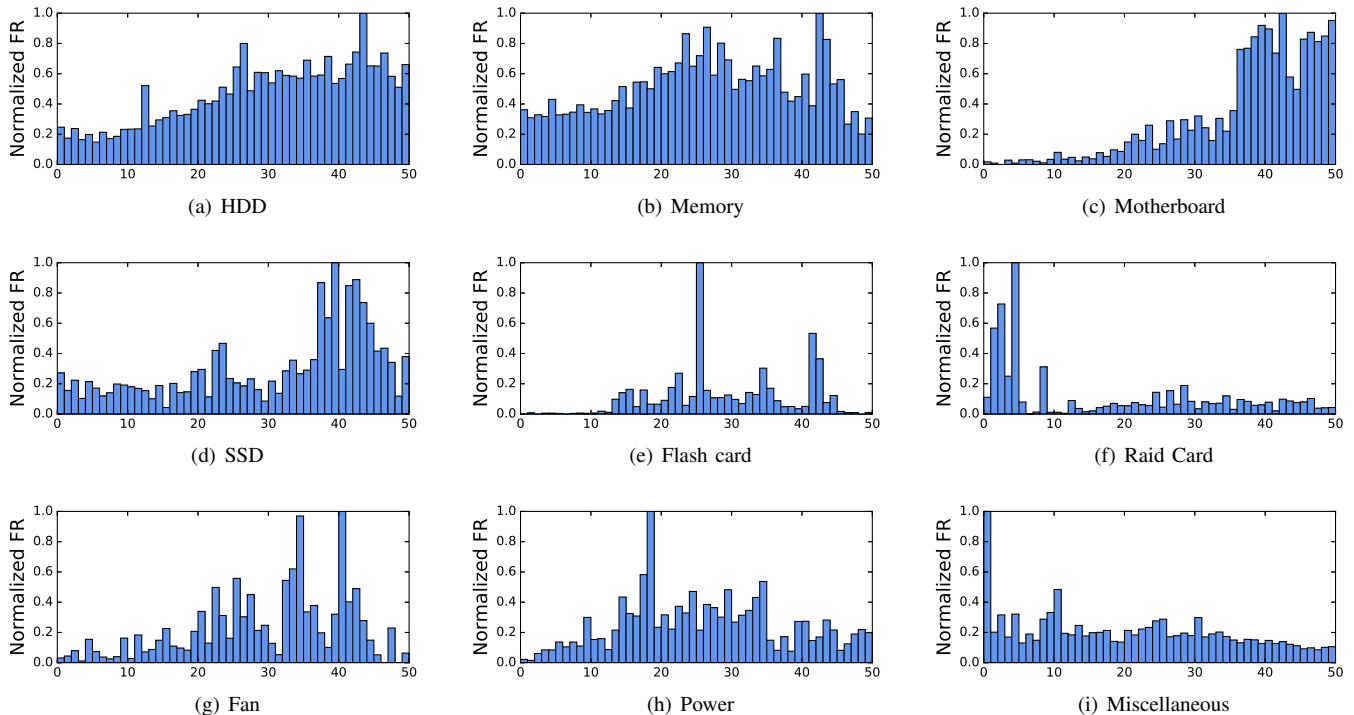 Normalized FR
1.0
0.8
0.6
0.4
0.2
0.0
0 10 20 30 40 50
(a) HDD
Normalized FR
1.0
0.8
0.6
0.4
0.2
0.0
0 10 20 30 40 50
(b) Memory
Normalized FR
1.0
0.8
0.6
0.4
0.2
0.0
0 10 20 30 40 50
(c) Motherboard
Normalized FR
1.0
0.8
0.6
0.4
0.2
0.0
0 10 20 30 40 50
(d) SSD
Normalized FR
1.0
0.8
0.6
0.4
0.2
0.0
0 10 20 30 40 50
(e) Flash card
Normalized FR
1.0
0.8
0.6
0.4
0.2
0.0
0 10 20 30 40 50
(f) Raid Card
Normalized FR
1.0
0.8
0.6
0.4
0.2
0.0
0 10 20 30 40 50
(g) Fan
Normalized FR
1.0
0.8
0.6
0.4
0.2
0.0
0 10 20 30 40 50
(h) Power
Normalized FR
1.0
0.8
0.6
0.4
0.2
0.0
0 10 20 30 40 50
(i) Miscellaneous